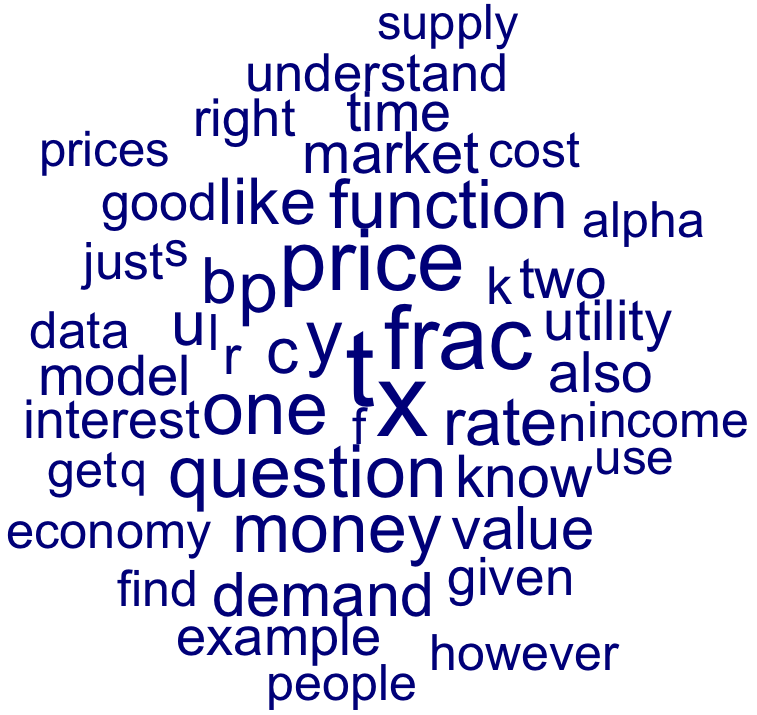 supply
understand
right time
prices market cost
good like function alpha
just s b p price k two
data u l r c y t frac utility
model also
interest one f x rate n income
get q question know use
economy money value
find demand given
example however
people